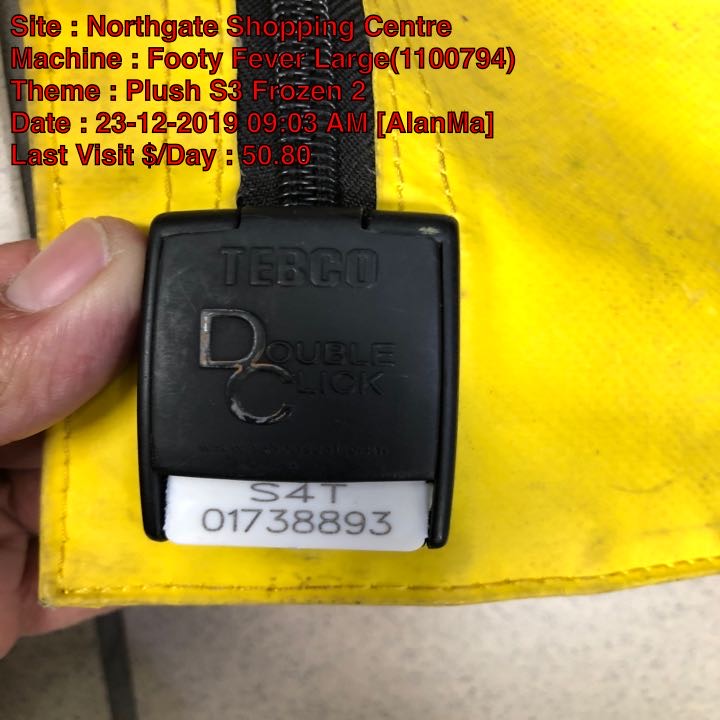 Site : Northgate Shopping Centre
Machine : Footy Fever Large(1100794)
Theme : Plush S3 Frozen 2
Date : 23-12-2019 09:03 AM [AlanMa]
Last Visit $/Day : 50.80
TEBCO
DOUBLE
CLICK
S4T
01738893